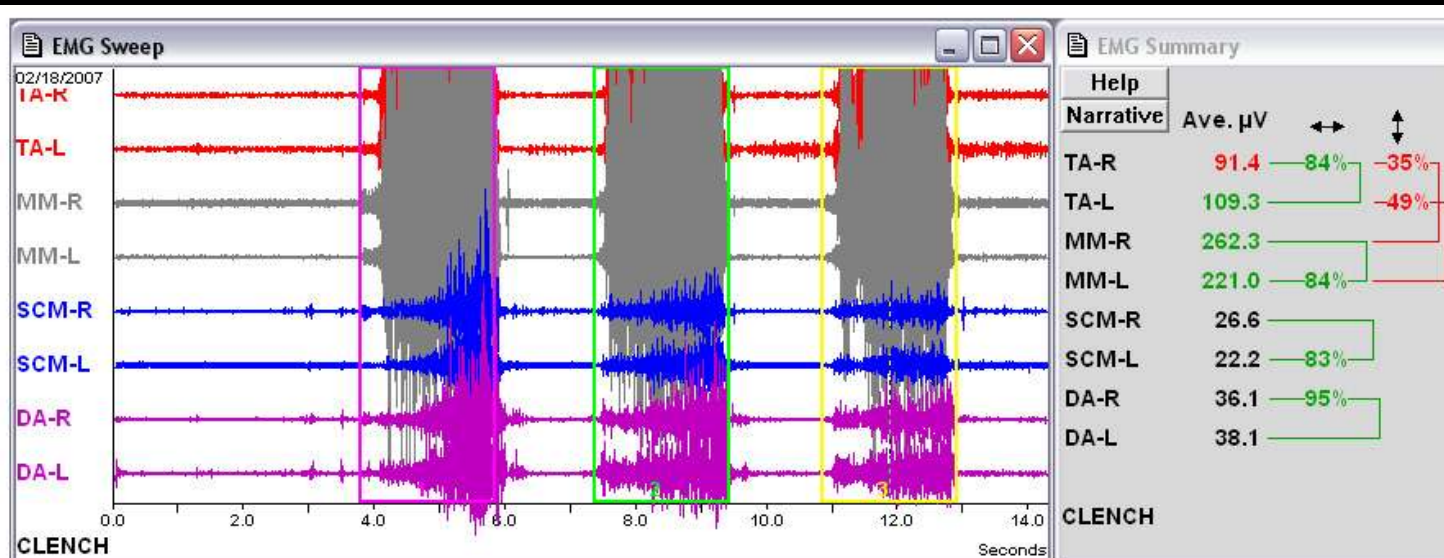 EMG Sweep
02/18/2007
TA-R
TA-L
MM-R
MM-L
SCM-R
SCM-L
DA-R
DA-L
3
3
0.0 2.0 4.0 6.0 8.0 10.0 12.0 14.0
CLENCH Seconds
EMG Summary
Help
Narrative Ave. µV
TA-R 91.4 84% 35%
TA-L 109.3 49%
MM-R 262.3
MM-L 221.0 84%
SCM-R 26.6
SCM-L 22.2 83%
DA-R 36.1 95%
DA-L 38.1
CLENCH